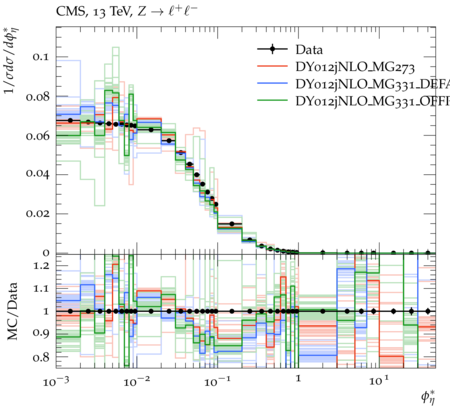 CMS, 13 TeV, Z → ℓ⁺ℓ⁻
1/σdσ/dϕ*η
0.1
0.08
0.06
0.04
0.02
0
Data
DY012jNLO_MG273
DY012jNLO_MG331_DEFA
DY012jNLO_MG331_OFFP
MC/Data
1.2
1.1
1
0.9
0.8
10⁻³
10⁻²
10⁻¹
1
10¹
ϕ*η